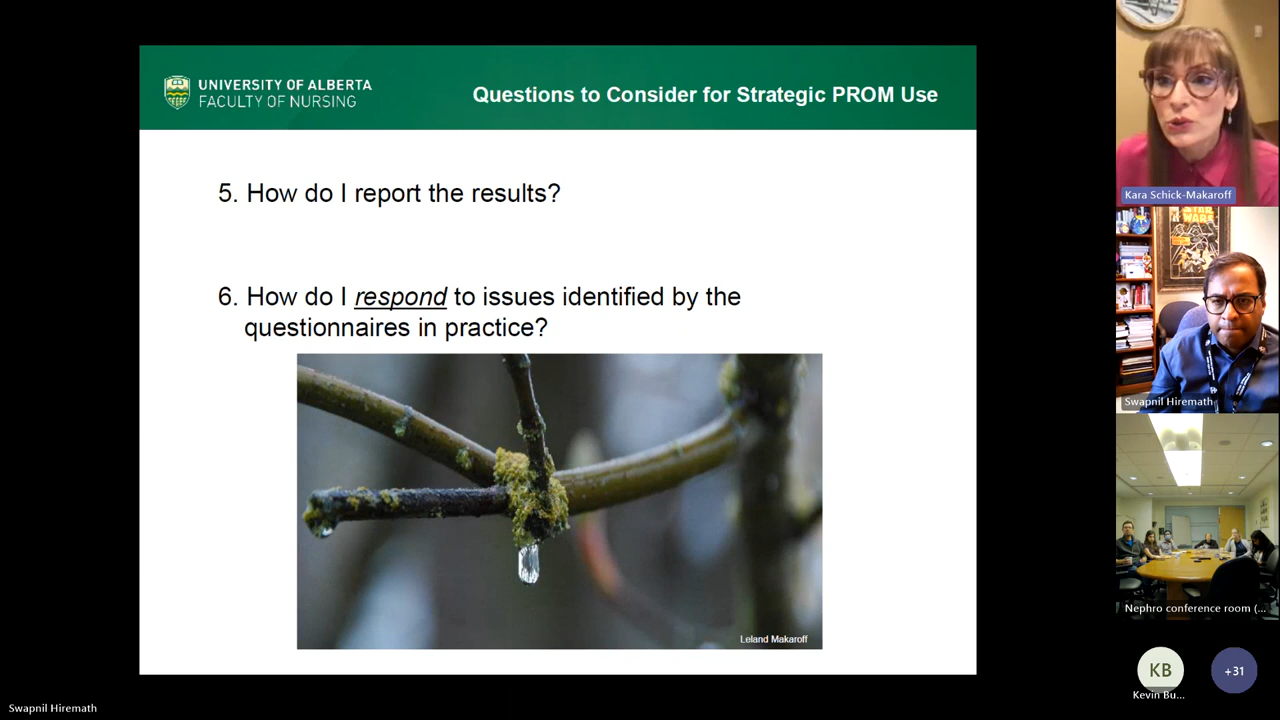 UNIVERSITY OF ALBERTA
FACULTY OF NURSING
Questions to Consider for Strategic PROM Use
5. How do I report the results?
6. How do I respond to issues identified by the
questionnaires in practice?
Leland Makaroff
Kara Schick-Makaroff
STAR
WARS
Swapnil Hiremath
Nephro conference room (...
KB
Kevin Bu...
+31
Swapnil Hiremath